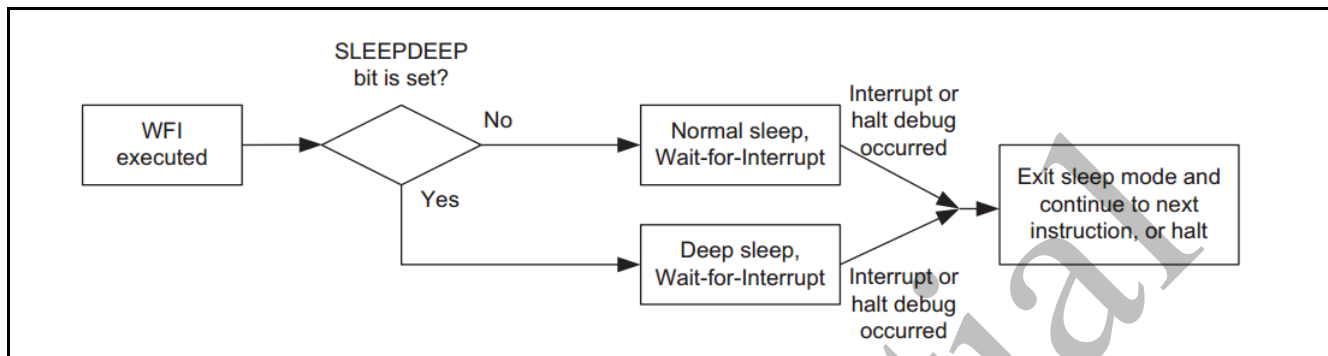 SLEEPDEEP
bit is set?
WFI
executed
No
Yes
Normal sleep,
Wait-for-Interrupt
Deep sleep,
Wait-for-Interrupt
Interrupt or
halt debug
occurred
Interrupt or
halt debug
occurred
Exit sleep mode and
continue to next
instruction, or halt
tial